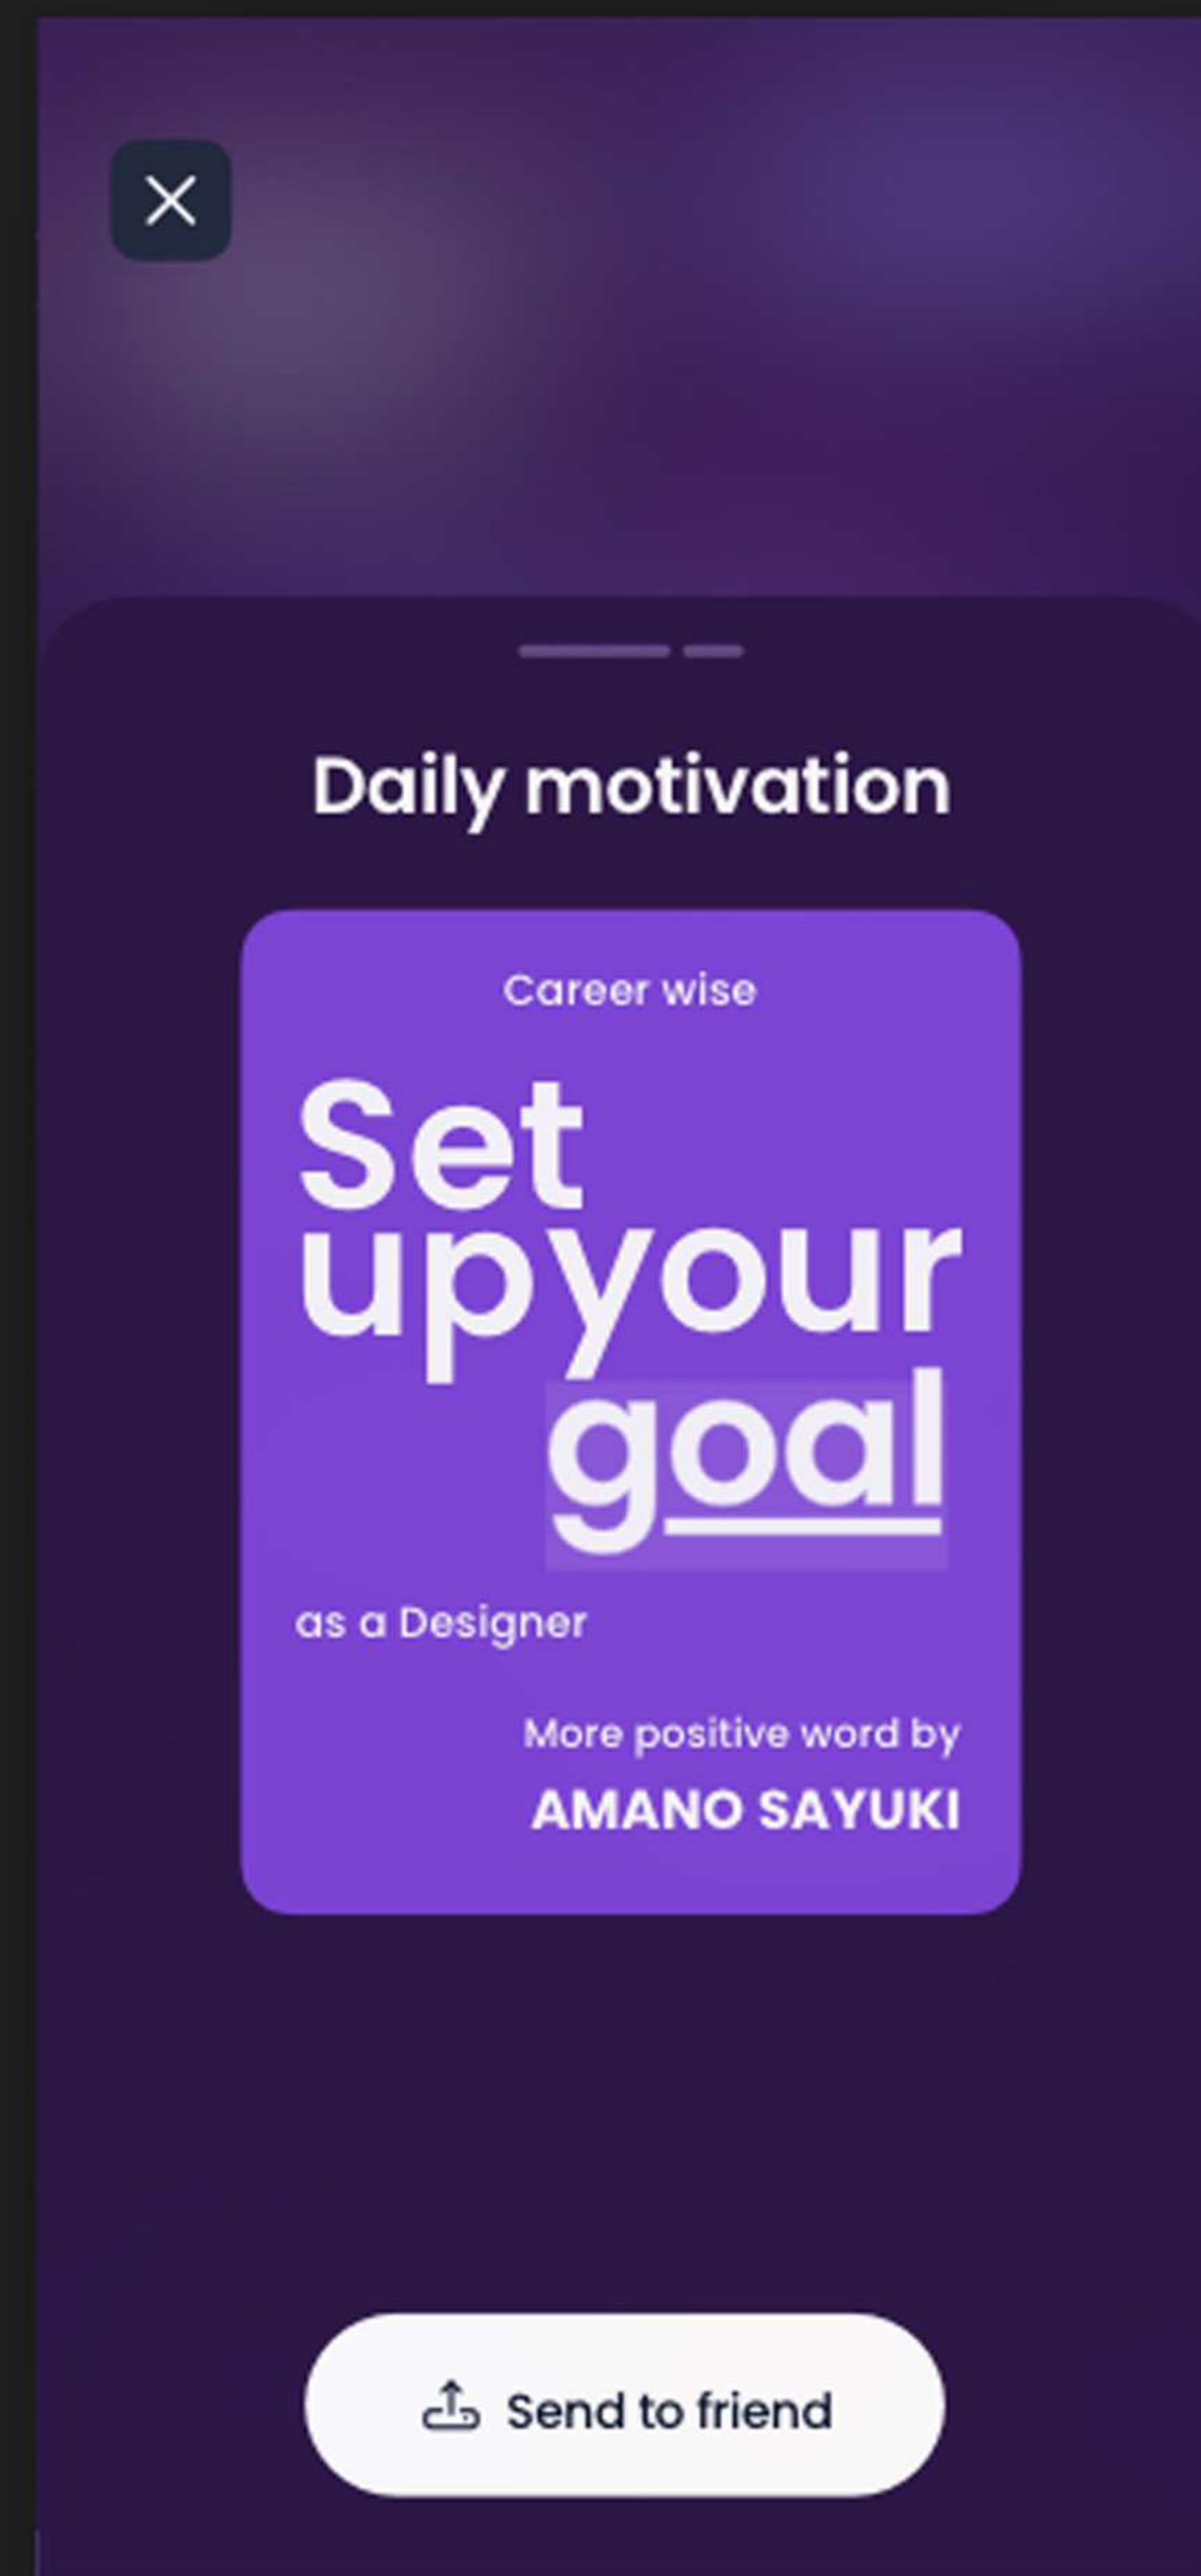 Daily motivation
Career wise
Set
upyour
goal
as a Designer
More positive word by
AMANO SAYUKI
Send to friend